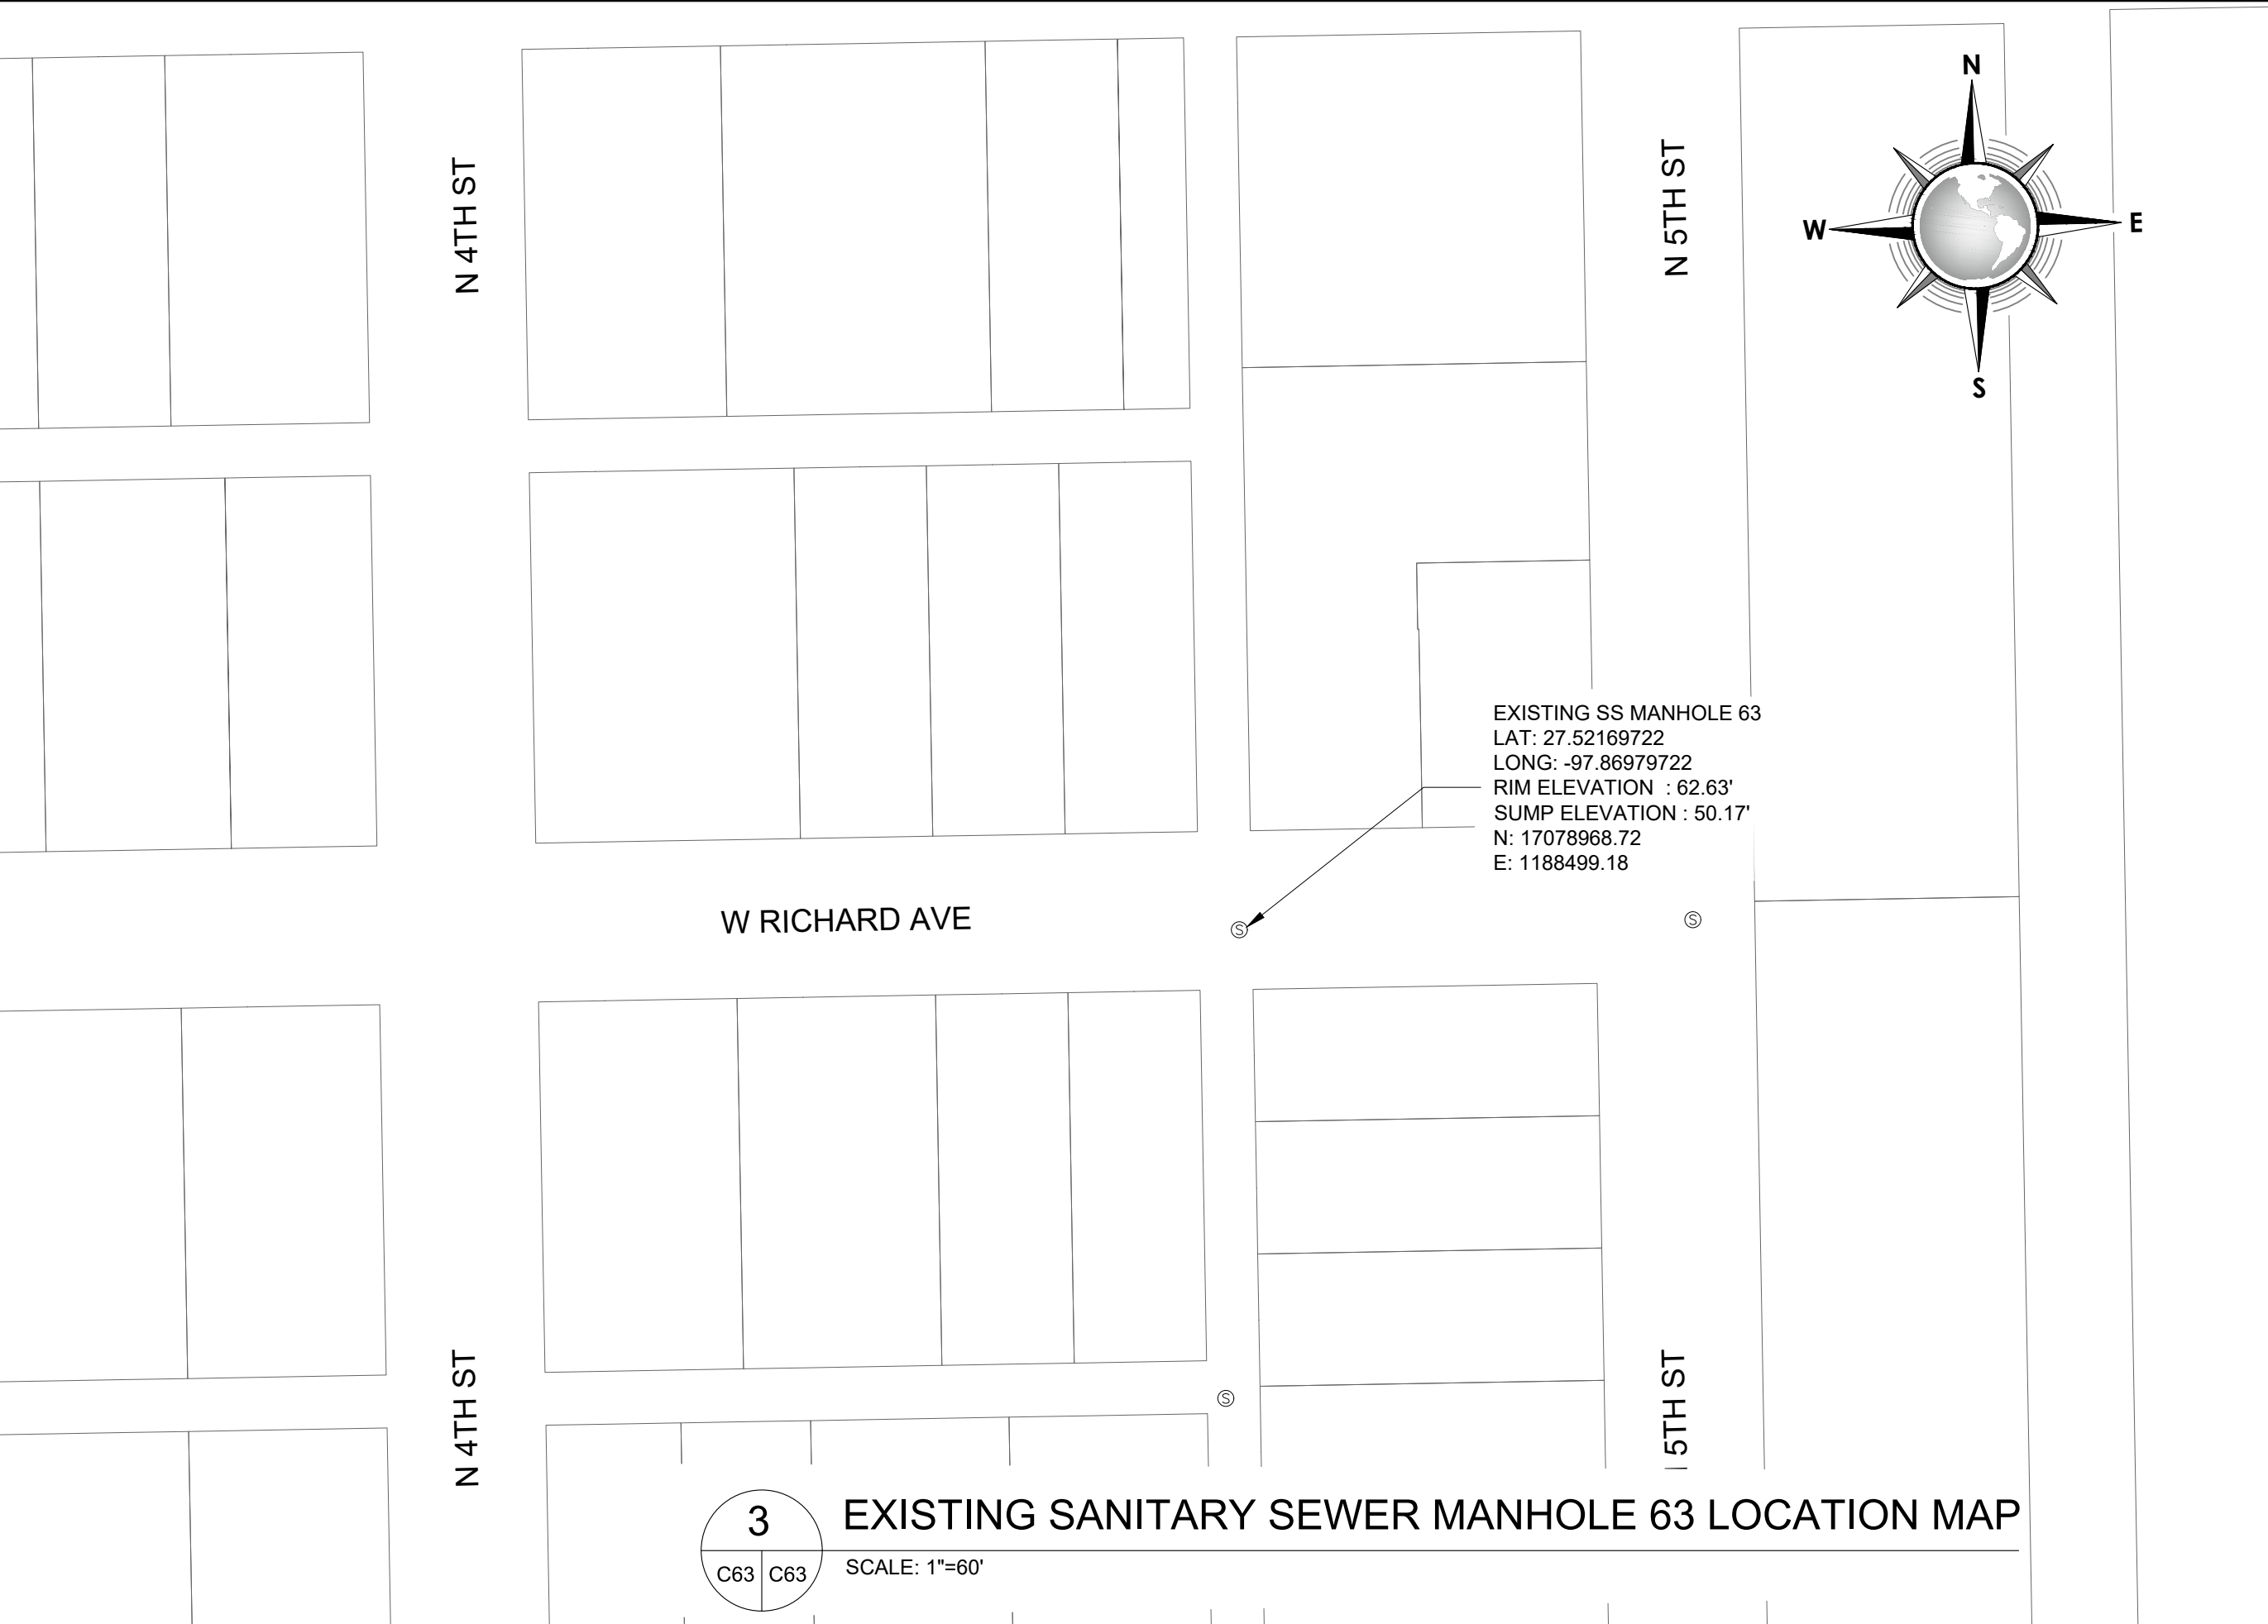 N
N 4TH ST
N 5TH ST
W
E
S
EXISTING SS MANHOLE 63
LAT: 27.52169722
LONG: -97.86979722
RIM ELEVATION : 62.63'
SUMP ELEVATION : 50.17'
N: 17078968.72
E: 1188499.18
W RICHARD AVE
S
S
S
N 4TH ST
5TH ST
3
EXISTING SANITARY SEWER MANHOLE 63 LOCATION MAP
C63 C63
SCALE: 1"=60'